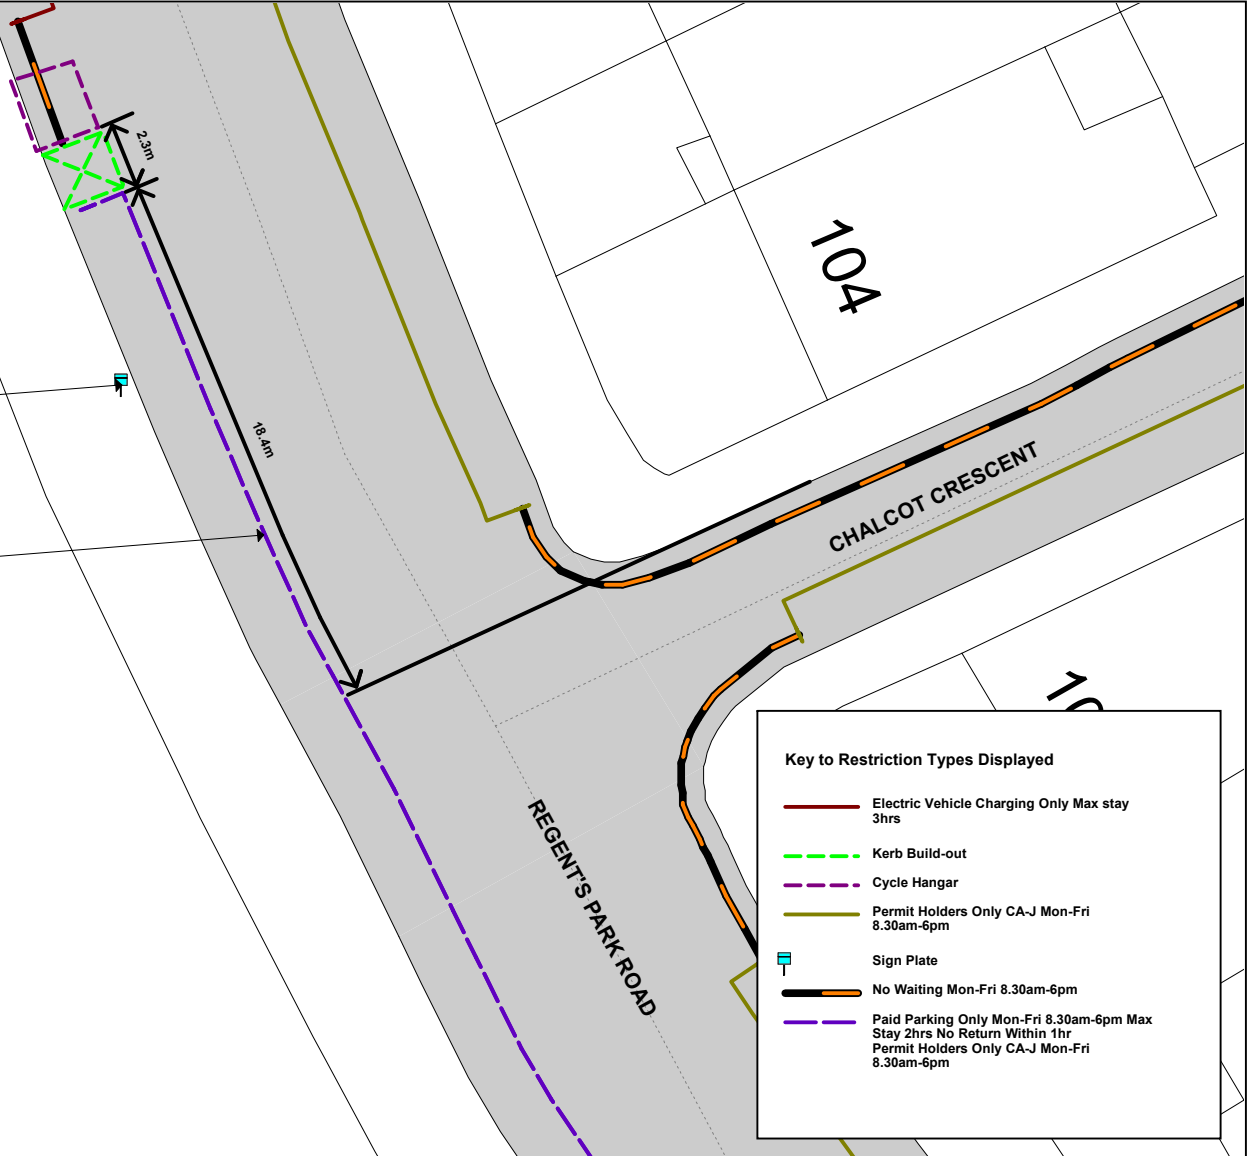 2.3m
104
18.4m
CHALCOT CRESCENT
REGENT'S PARK ROAD
Key to Restriction Types Displayed
Electric Vehicle Charging Only Max stay
3hrs
Kerb Build-out
Cycle Hangar
Permit Holders Only CA-J Mon-Fri
8.30am-6pm
Sign Plate
No Waiting Mon-Fri 8.30am-6pm
Paid Parking Only Mon-Fri 8.30am-6pm Max
Stay 2hrs No Return Within 1hr
Permit Holders Only CA-J Mon-Fri
8.30am-6pm